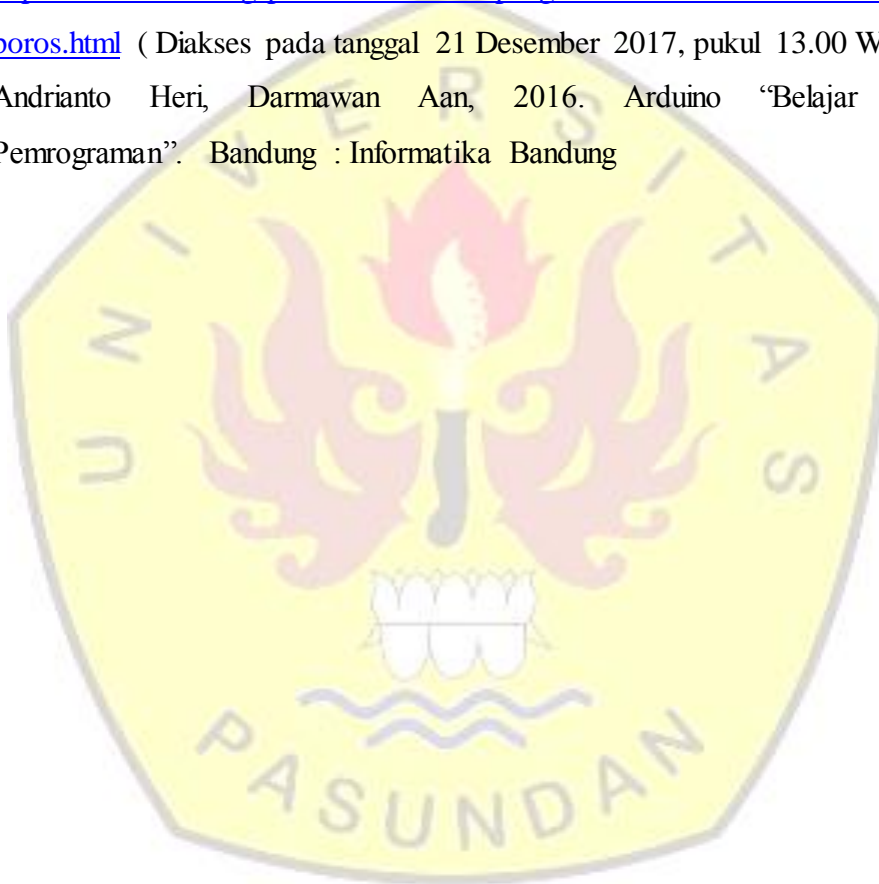 poros.html ( Diakses pada tanggal 21 Desember 2017, pukul 13.00 W
Andrianto Heri, Darmawan Aan, 2016. Arduino “Belajar
Pemrograman”. Bandung : Informatika Bandung
UNIVERSITAS
PASUNDAN